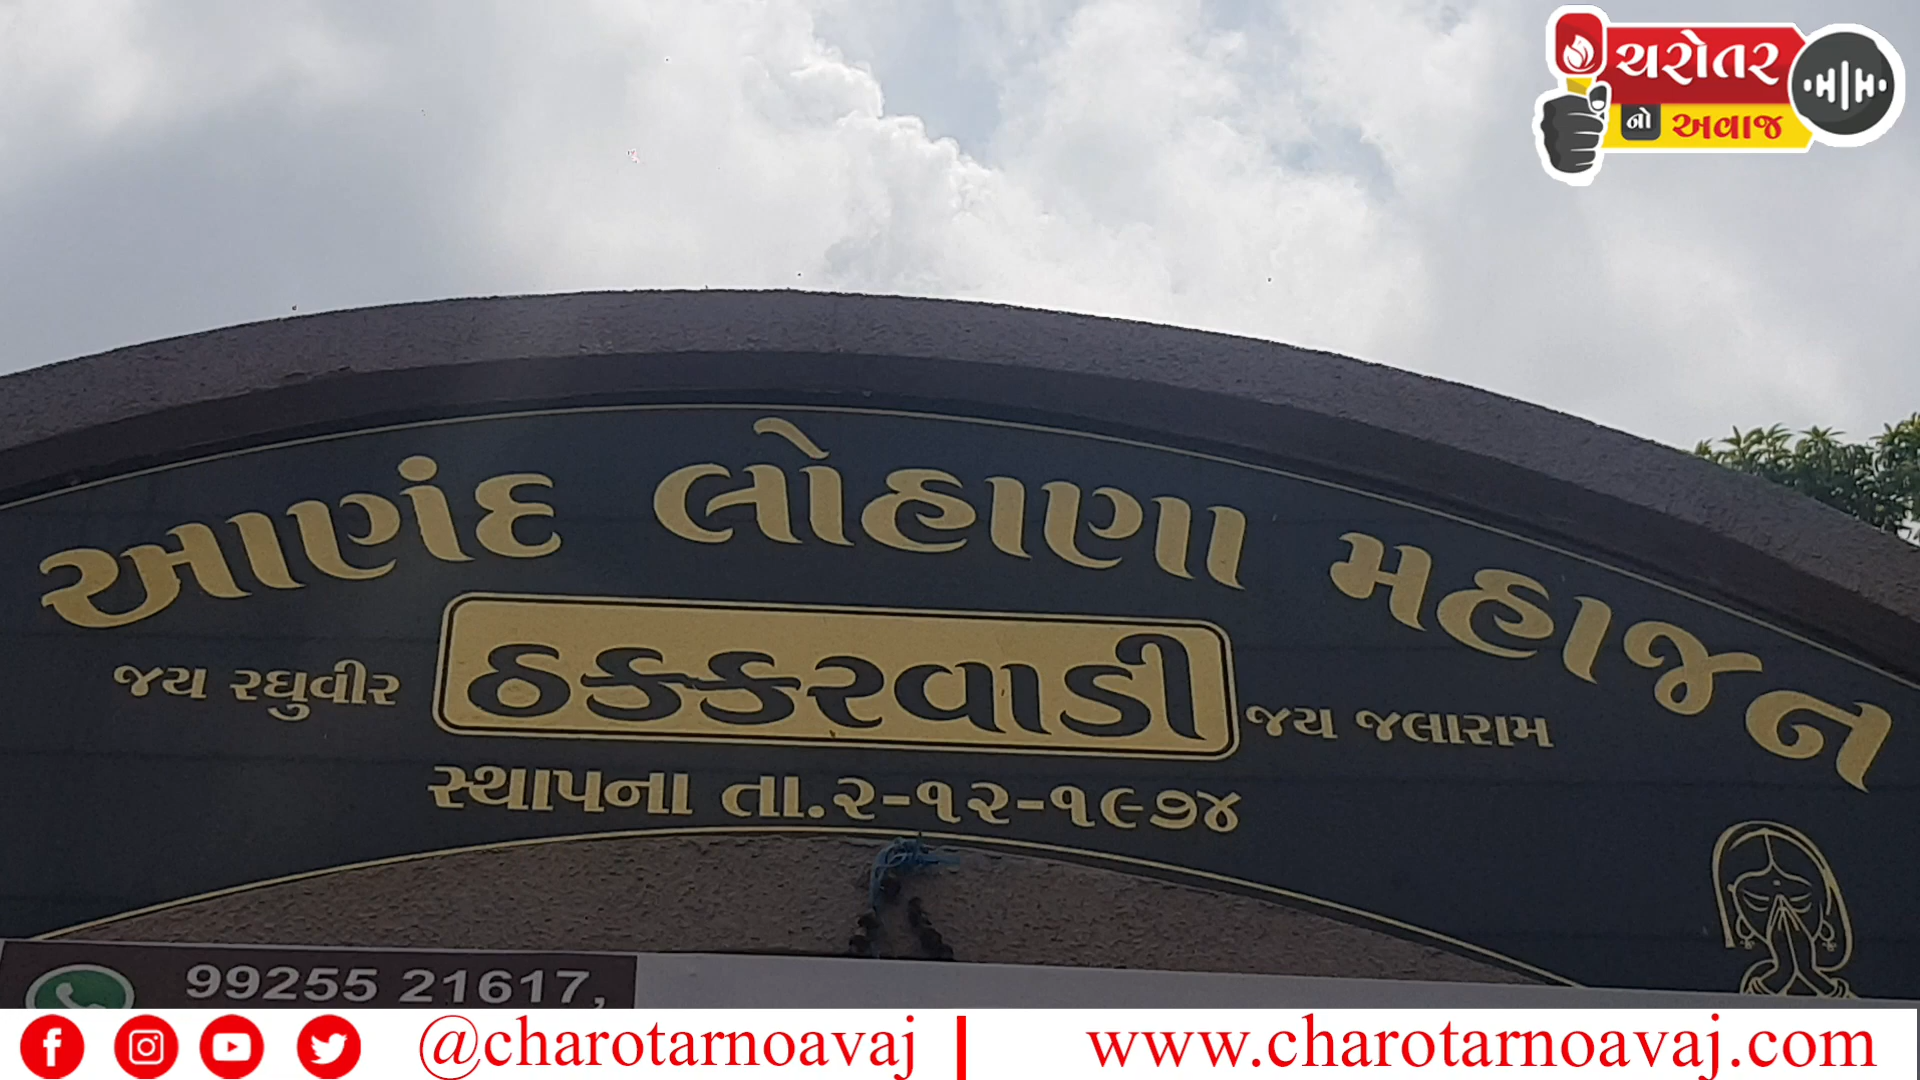 ચરોતર
નો અવાજ
આણંદ લોહાણા મહાજન
જય રઘુવીર ઠક્કરવાડી જય જલારામ
સ્થાપના તા.૨-૧૨-૧૯૭૪
99255 21617,
@charotarnoavaj | www.charotarnoavaj.com